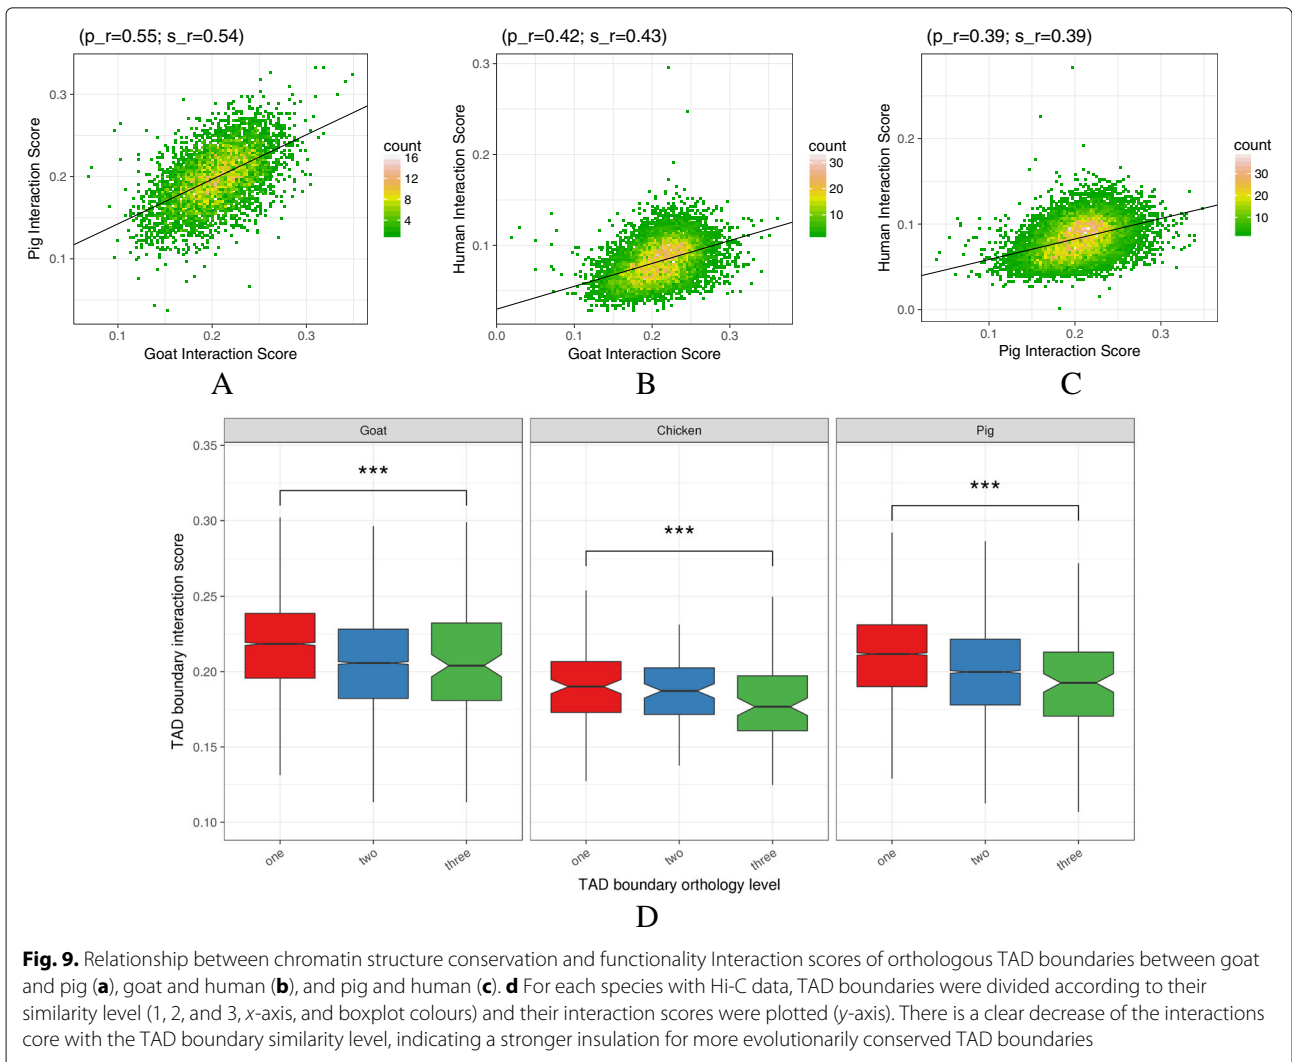 (p_r=0.55; s_r=0.54)
Pig Interaction Score
0.3
0.2
0.1
0.1 0.2 0.3
Goat Interaction Score
count
16
12
8
4
A
(p_r=0.42; s_r=0.43)
Human Interaction Score
0.3
0.2
0.1
0.0 0.1 0.2 0.3
Goat Interaction Score
count
30
20
10
B
(p_r=0.39; s_r=0.39)
Human Interaction Score
0.2
0.1
0.0
0.1 0.2 0.3
Pig Interaction Score
count
30
20
10
C
Goat Chicken Pig
TAD boundary interaction score
0.35
0.30
0.25
0.20
0.15
0.10
*** *** ***
one two three one two three one two three
TAD boundary orthology level
D
Fig. 9. Relationship between chromatin structure conservation and functionality Interaction scores of orthologous TAD boundaries between goat
and pig (a), goat and human (b), and pig and human (c). d For each species with Hi-C data, TAD boundaries were divided according to their
similarity level (1, 2, and 3, x-axis, and boxplot colours) and their interaction scores were plotted (y-axis). There is a clear decrease of the interactions
core with the TAD boundary similarity level, indicating a stronger insulation for more evolutionarily conserved TAD boundaries